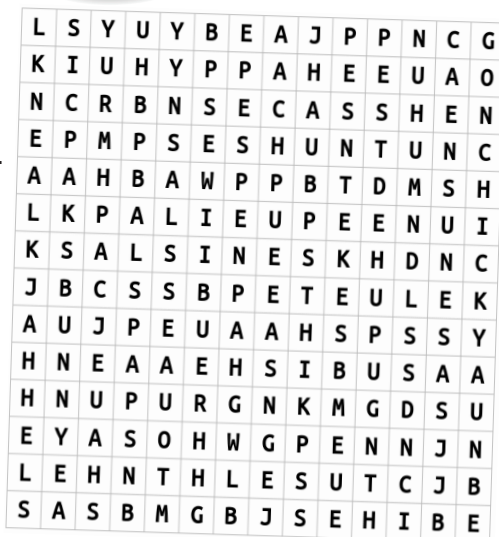 L S Y U Y B E A J P P N C G
K I U H Y P P A H E E U A O
N C R B N S E C A S S H E N
E P M P S E S H U N T U N C
A A H B A W P P B T D M S H
L K P A L I E U P E E N U I
K S A L S I N E S K H D N C
J B C S S B P E T E U L E K
A U J P E U A A H S P S S Y
H N E A A E H S I B U S A A
H N U P U R G N K M G D S U
E Y A S O H W G P E N N J N
L E H N T H L E S U T C J B
S A S B M G B J S E H I B E